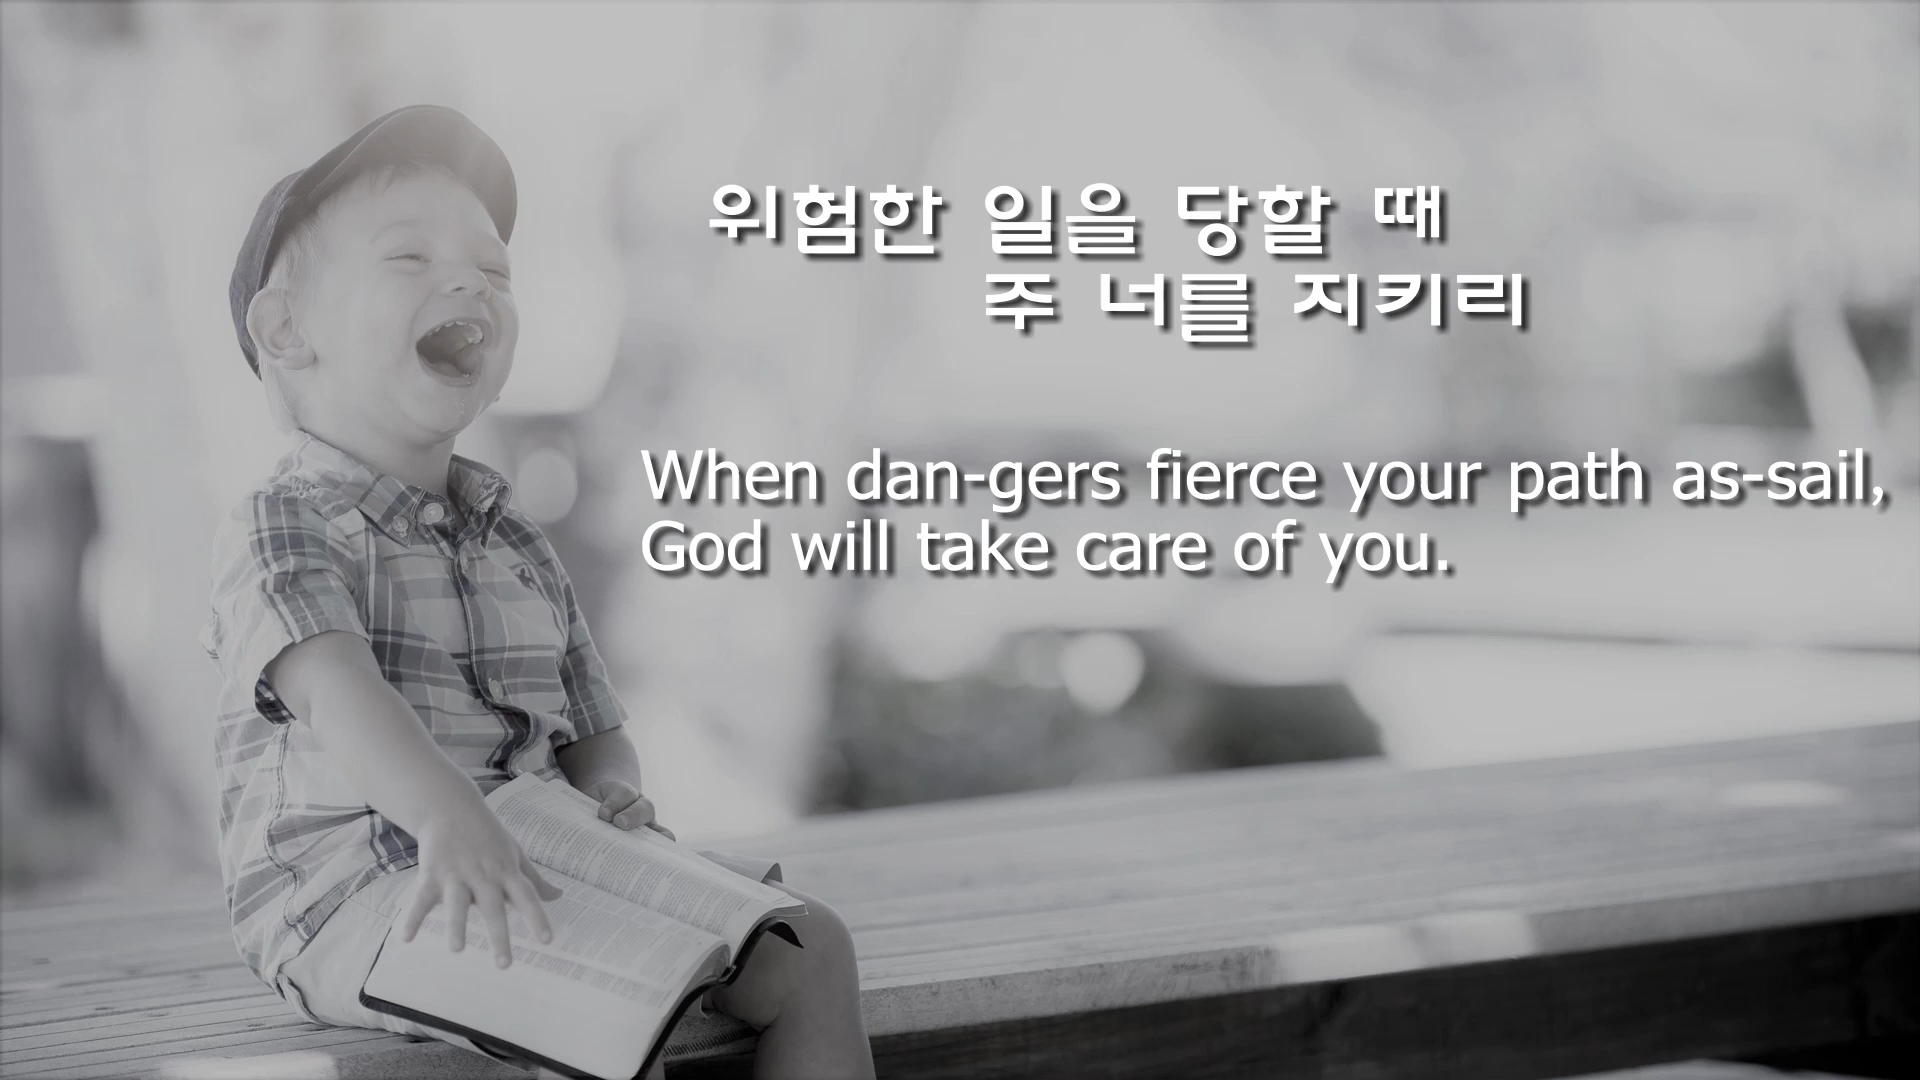 위험한 일을 당할 때
주 너를 지키리
When dan-gers fierce your path as-sail,
God will take care of you.